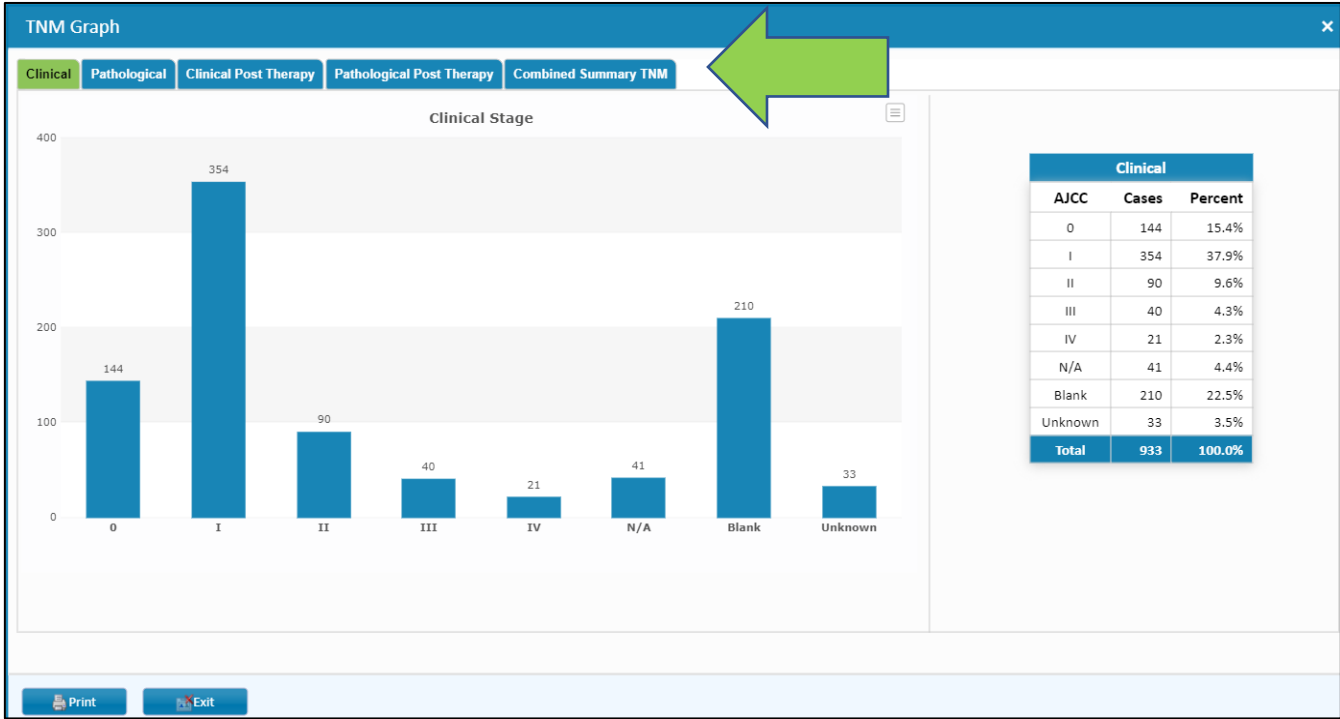 TNM Graph ×
Clinical Pathological Clinical Post Therapy Pathological Post Therapy Combined Summary TNM
Clinical Stage
400
300
200
100
0
354
210
144
90
40
41
33
21
0 I II III IV N/A Blank Unknown
Clinical
AJCC Cases Percent
0 144 15.4%
I 354 37.9%
II 90 9.6%
III 40 4.3%
IV 21 2.3%
N/A 41 4.4%
Blank 210 22.5%
Unknown 33 3.5%
Total 933 100.0%
Print Exit